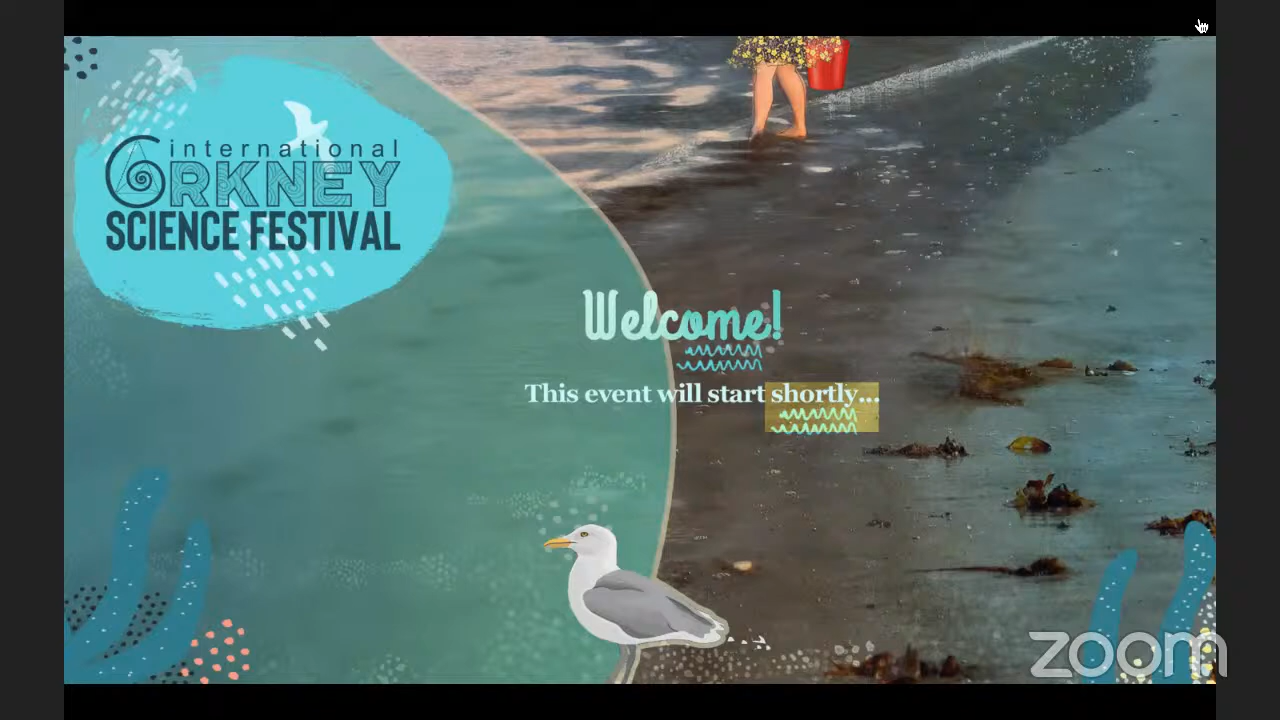 international
ORKNEY
SCIENCE FESTIVAL
Welcome!
This event will start shortly...
zoom